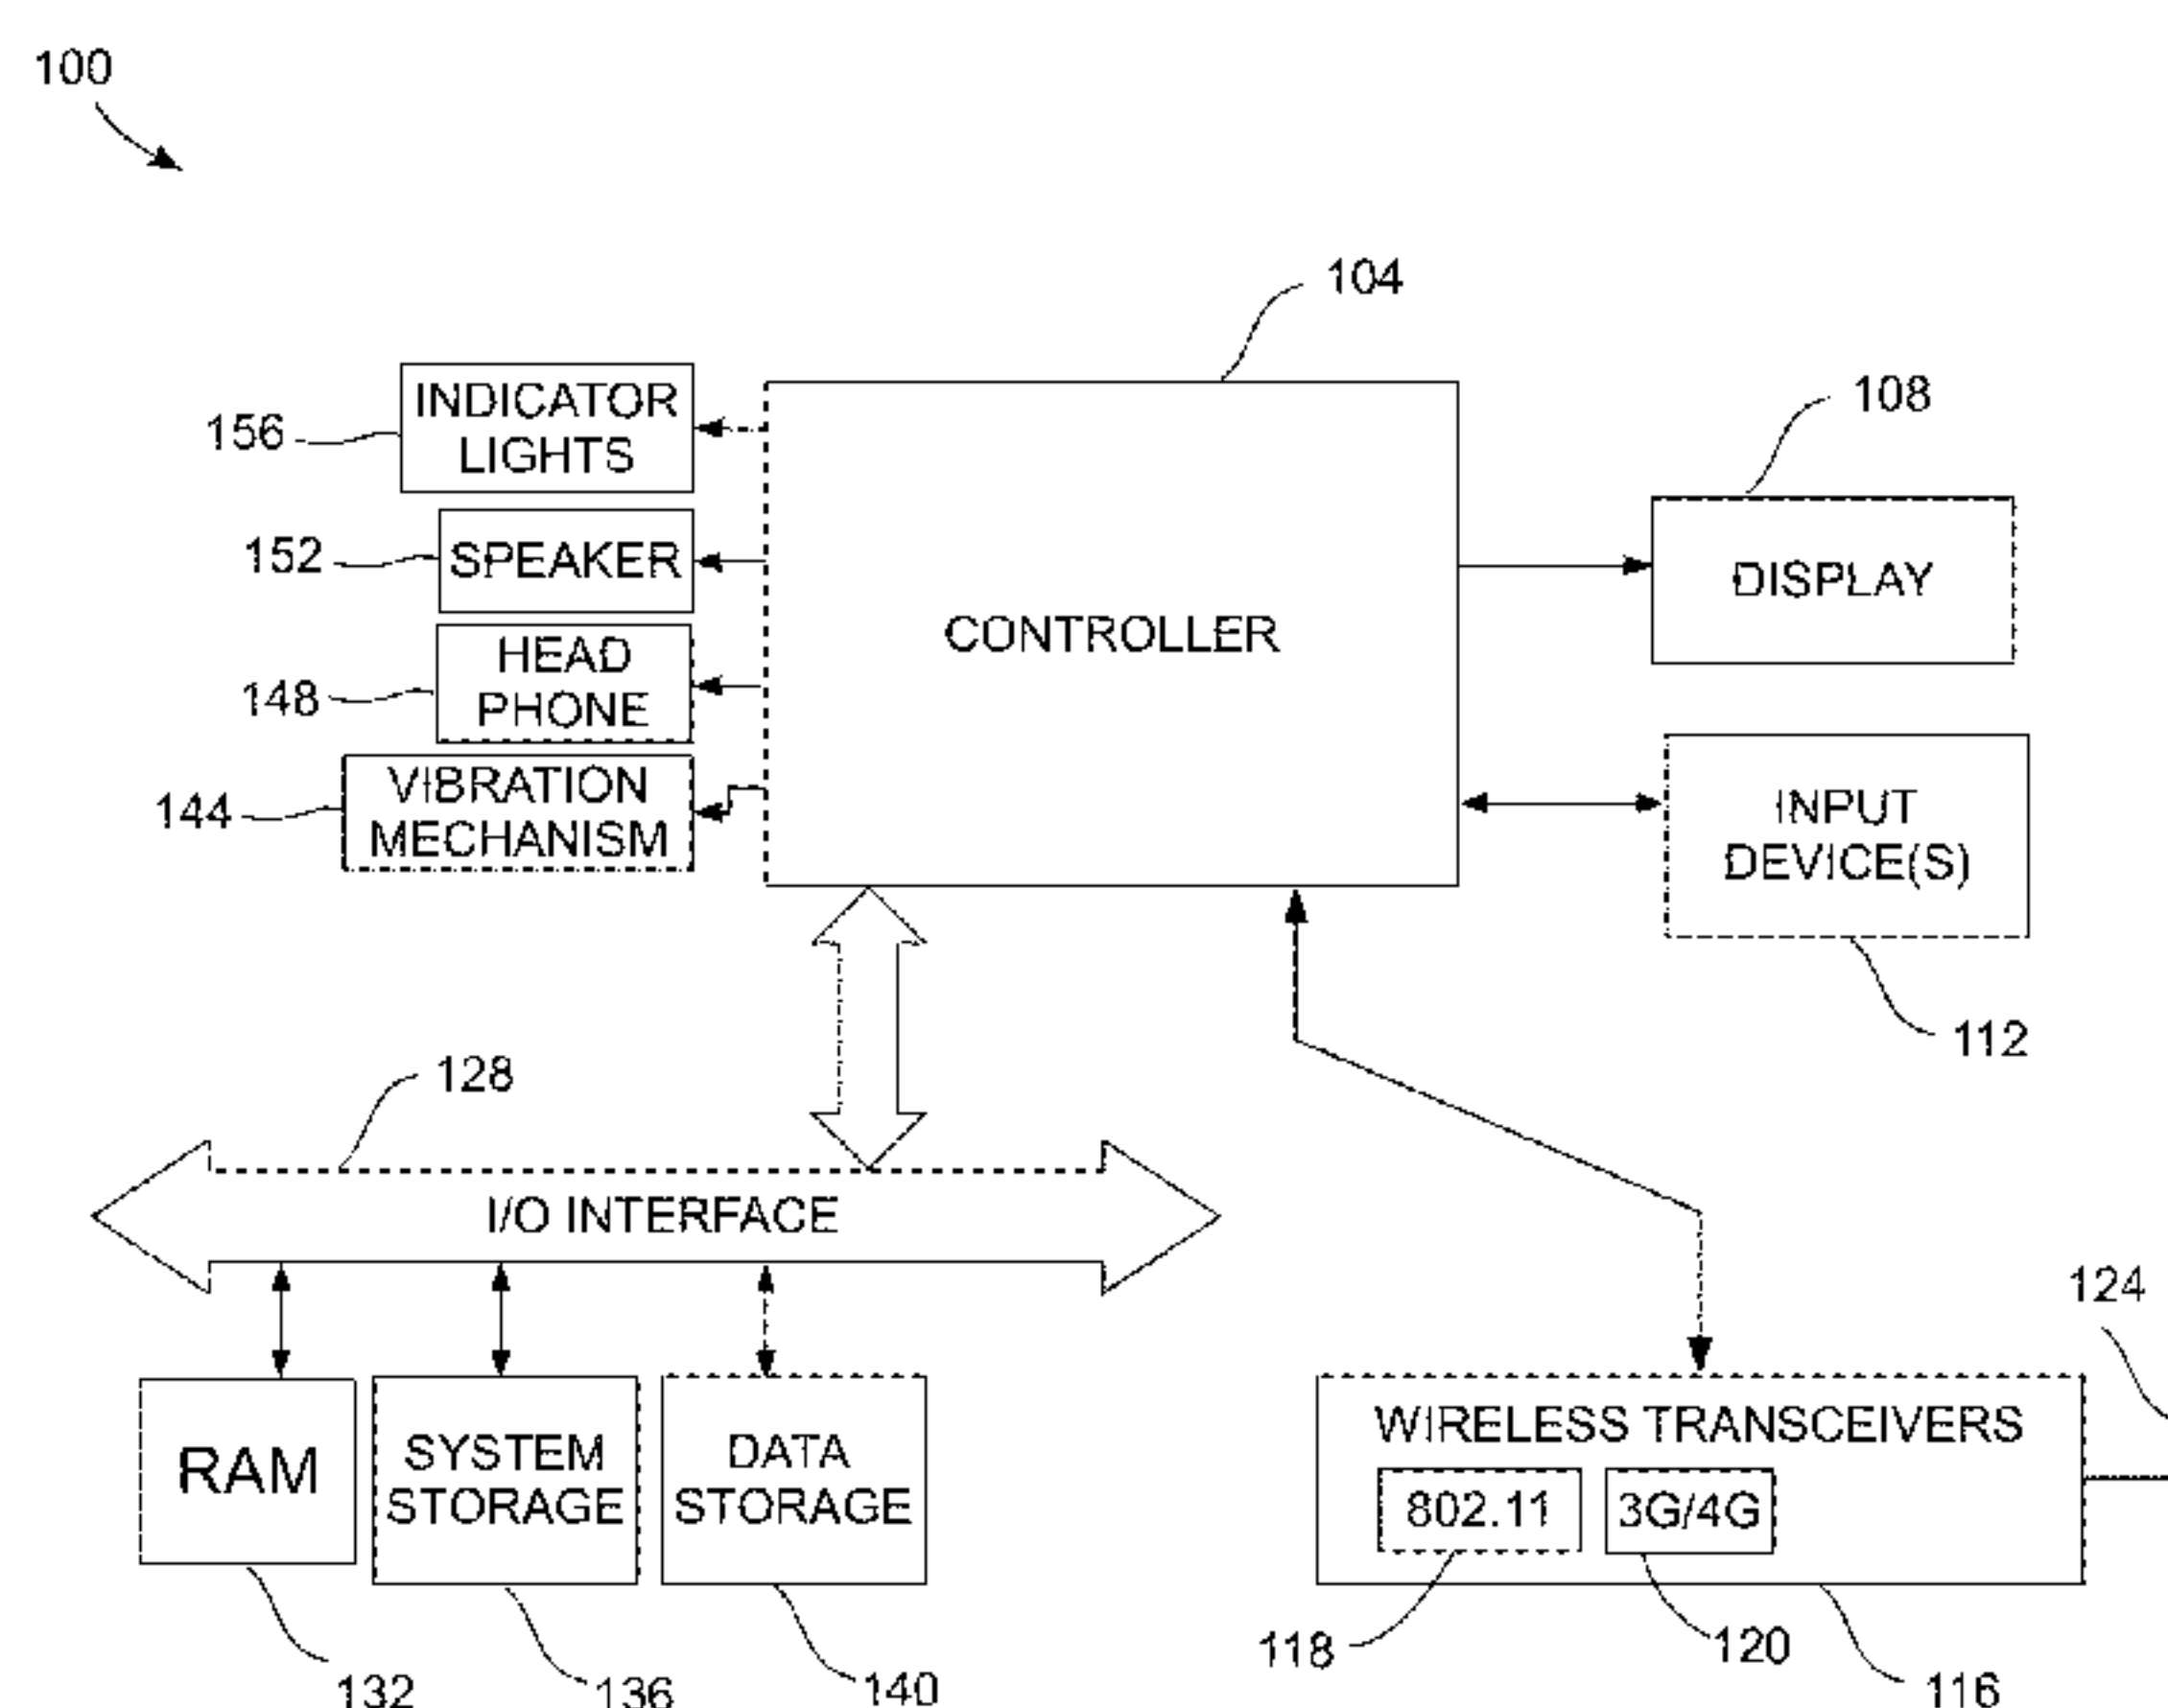 100
104
108
INDICATOR
LIGHTS
156
SPEAKER
152
CONTROLLER
DISPLAY
HEAD
PHONE
148
VIBRATION
MECHANISM
144
INPUT
DEVICE(S)
112
128
I/O INTERFACE
124
RAM
SYSTEM
STORAGE
DATA
STORAGE
WIRELESS TRANSCEIVERS
802.11
3G/4G
118
120
132
136
140
116